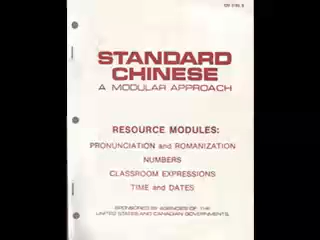 STANDARD
CHINESE
A MODULAR APPROACH
RESOURCE MODULES:
PRONUNCIATION and ROMANIZATION
NUMBERS
CLASSROOM EXPRESSIONS
TIME and DATES
SPONSORED BY AGENCIES OF THE
UNITED STATES AND CANADIAN GOVERNMENTS